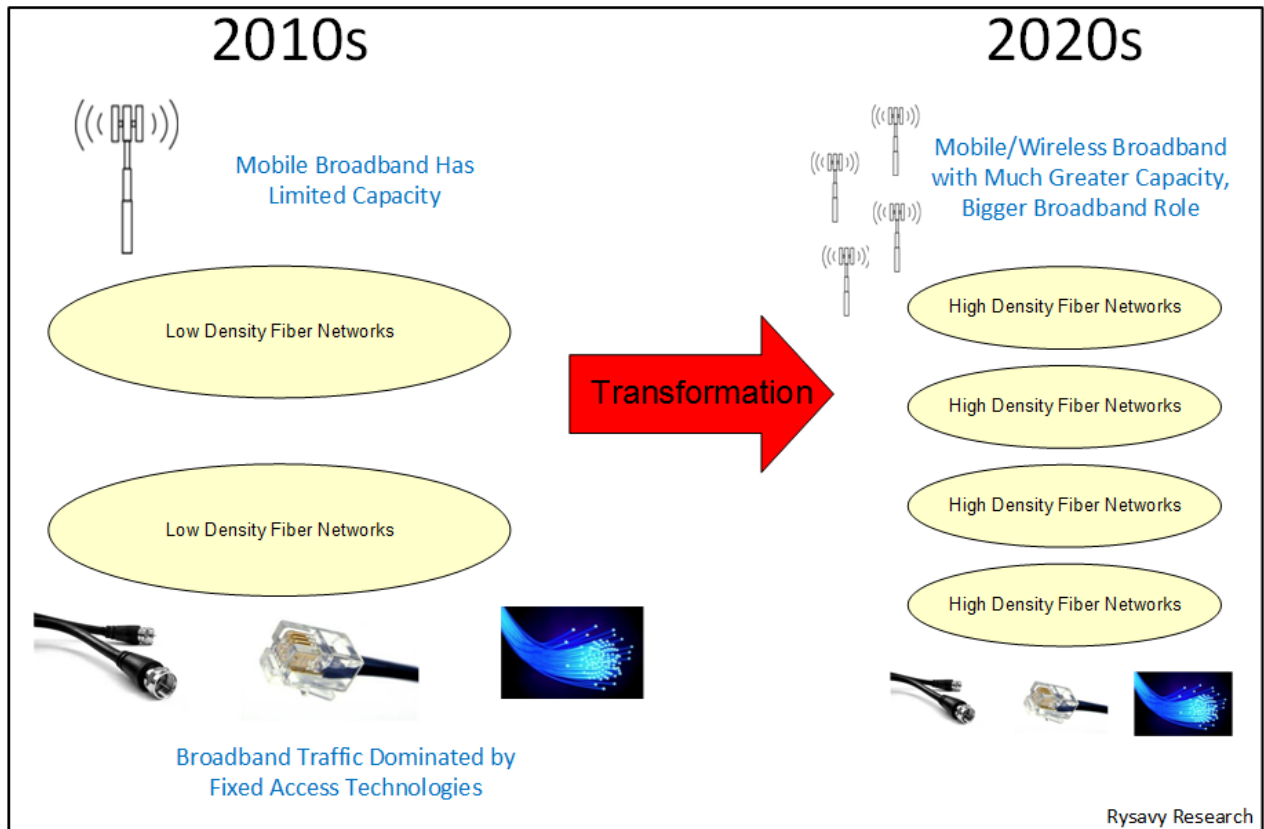 2010s
2020s
Mobile Broadband Has
Limited Capacity
Mobile/Wireless Broadband
with Much Greater Capacity,
Bigger Broadband Role
Low Density Fiber Networks
Low Density Fiber Networks
Transformation
High Density Fiber Networks
High Density Fiber Networks
High Density Fiber Networks
High Density Fiber Networks
Broadband Traffic Dominated by
Fixed Access Technologies
Rysavy Research